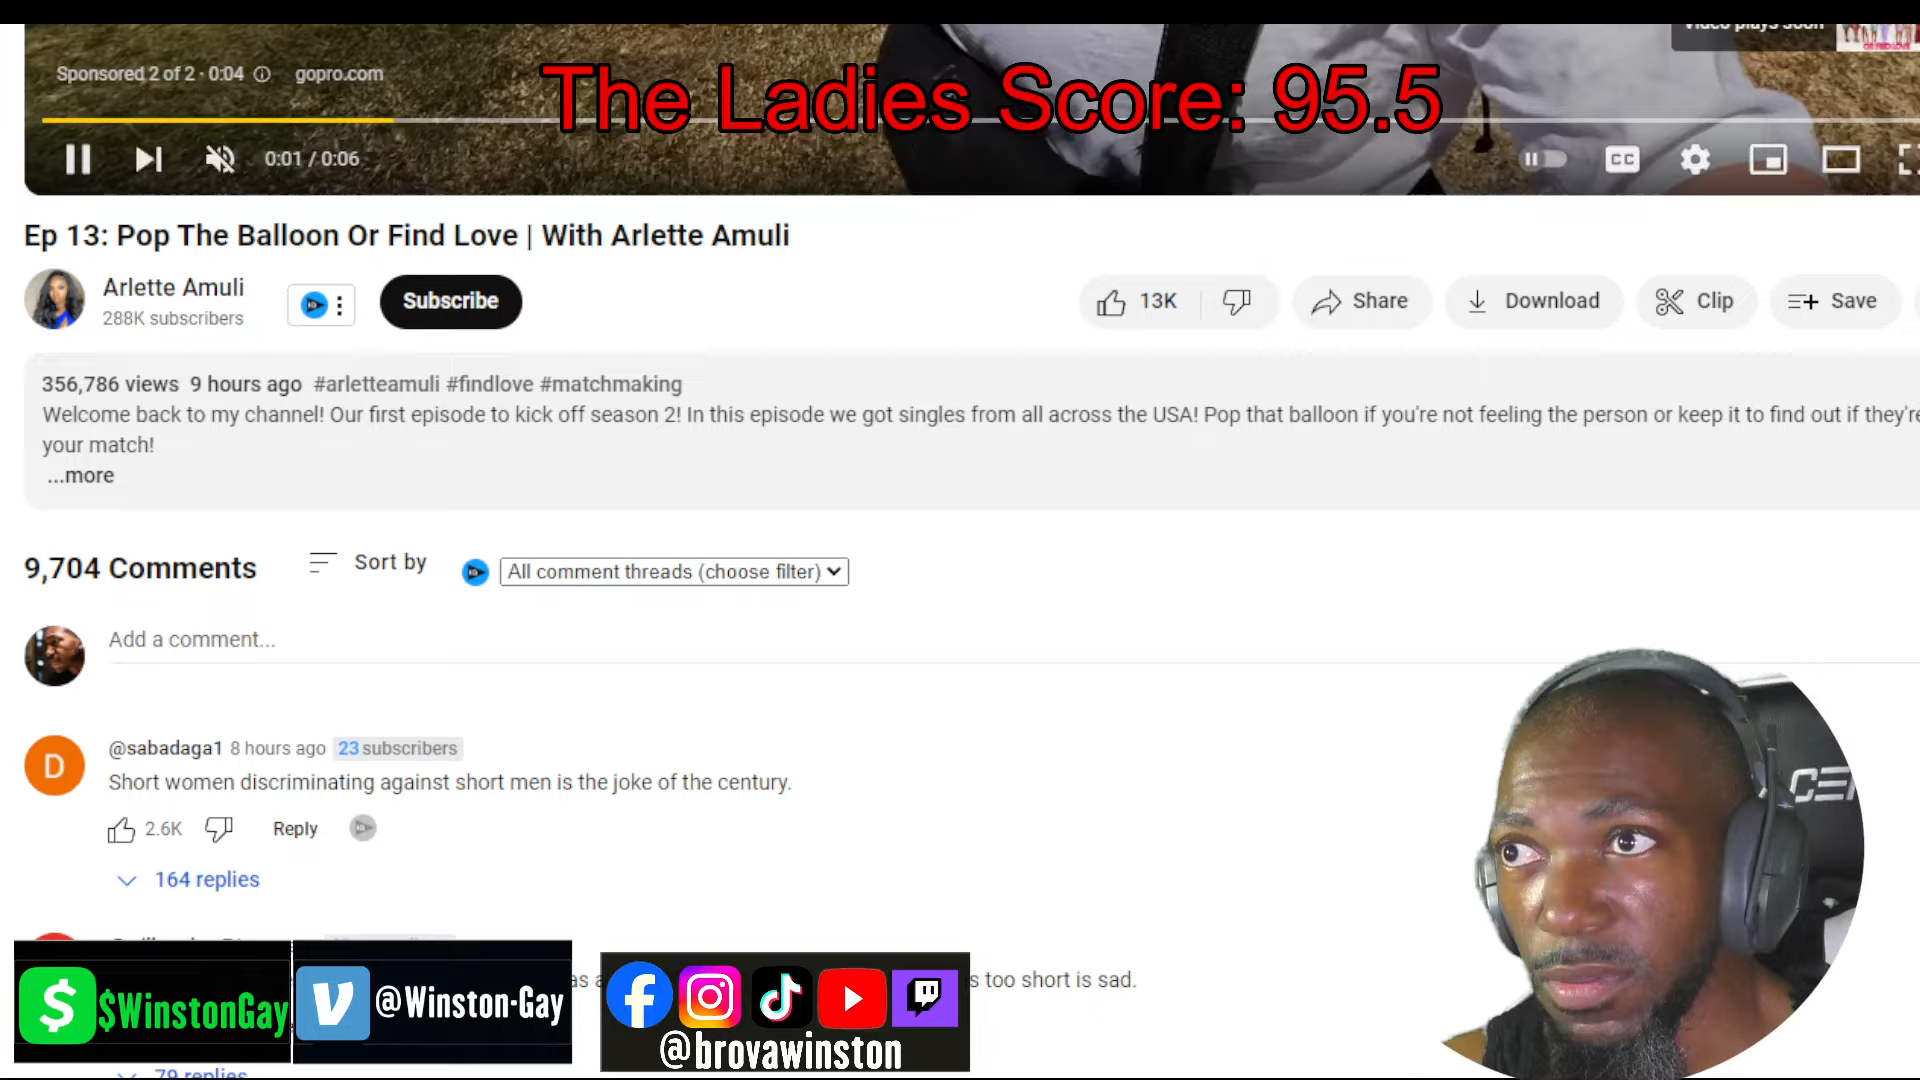 Video plays soon
Sponsored 2 of 2 · 0:04 gopro.com
The Ladies Score: 95.5
0:01 / 0:06
CC
Ep 13: Pop The Balloon Or Find Love | With Arlette Amuli
Arlette Amuli
288K subscribers
Subscribe
13K
Share
Download
Clip
Save
356,786 views 9 hours ago #arletteamuli #findlove #matchmaking
Welcome back to my channel! Our first episode to kick off season 2! In this episode we got singles from all across the USA! Pop that balloon if you're not feeling the person or keep it to find out if they're
your match!
...more
9,704 Comments
Sort by
All comment threads (choose filter)
Add a comment...
D
@sabadaga1 8 hours ago 23 subscribers
Short women discriminating against short men is the joke of the century.
2.6K
Reply
164 replies
s too short is sad.
$WinstonGay
@Winston-Gay
@brovawinston
79 replies